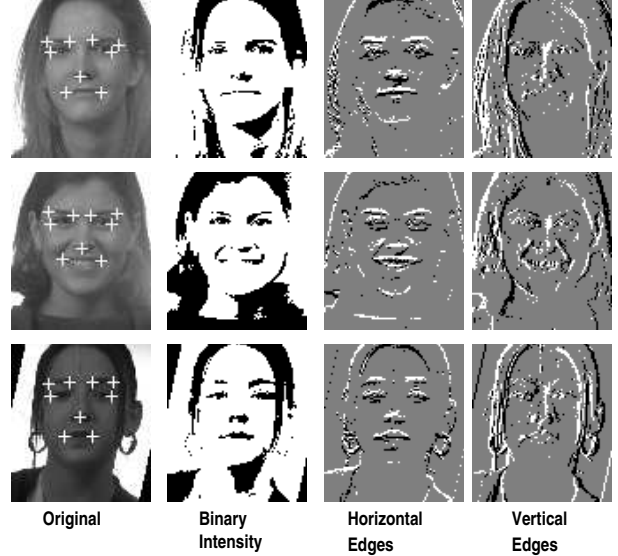 Original
Binary
Intensity
Horizontal
Edges
Vertical
Edges